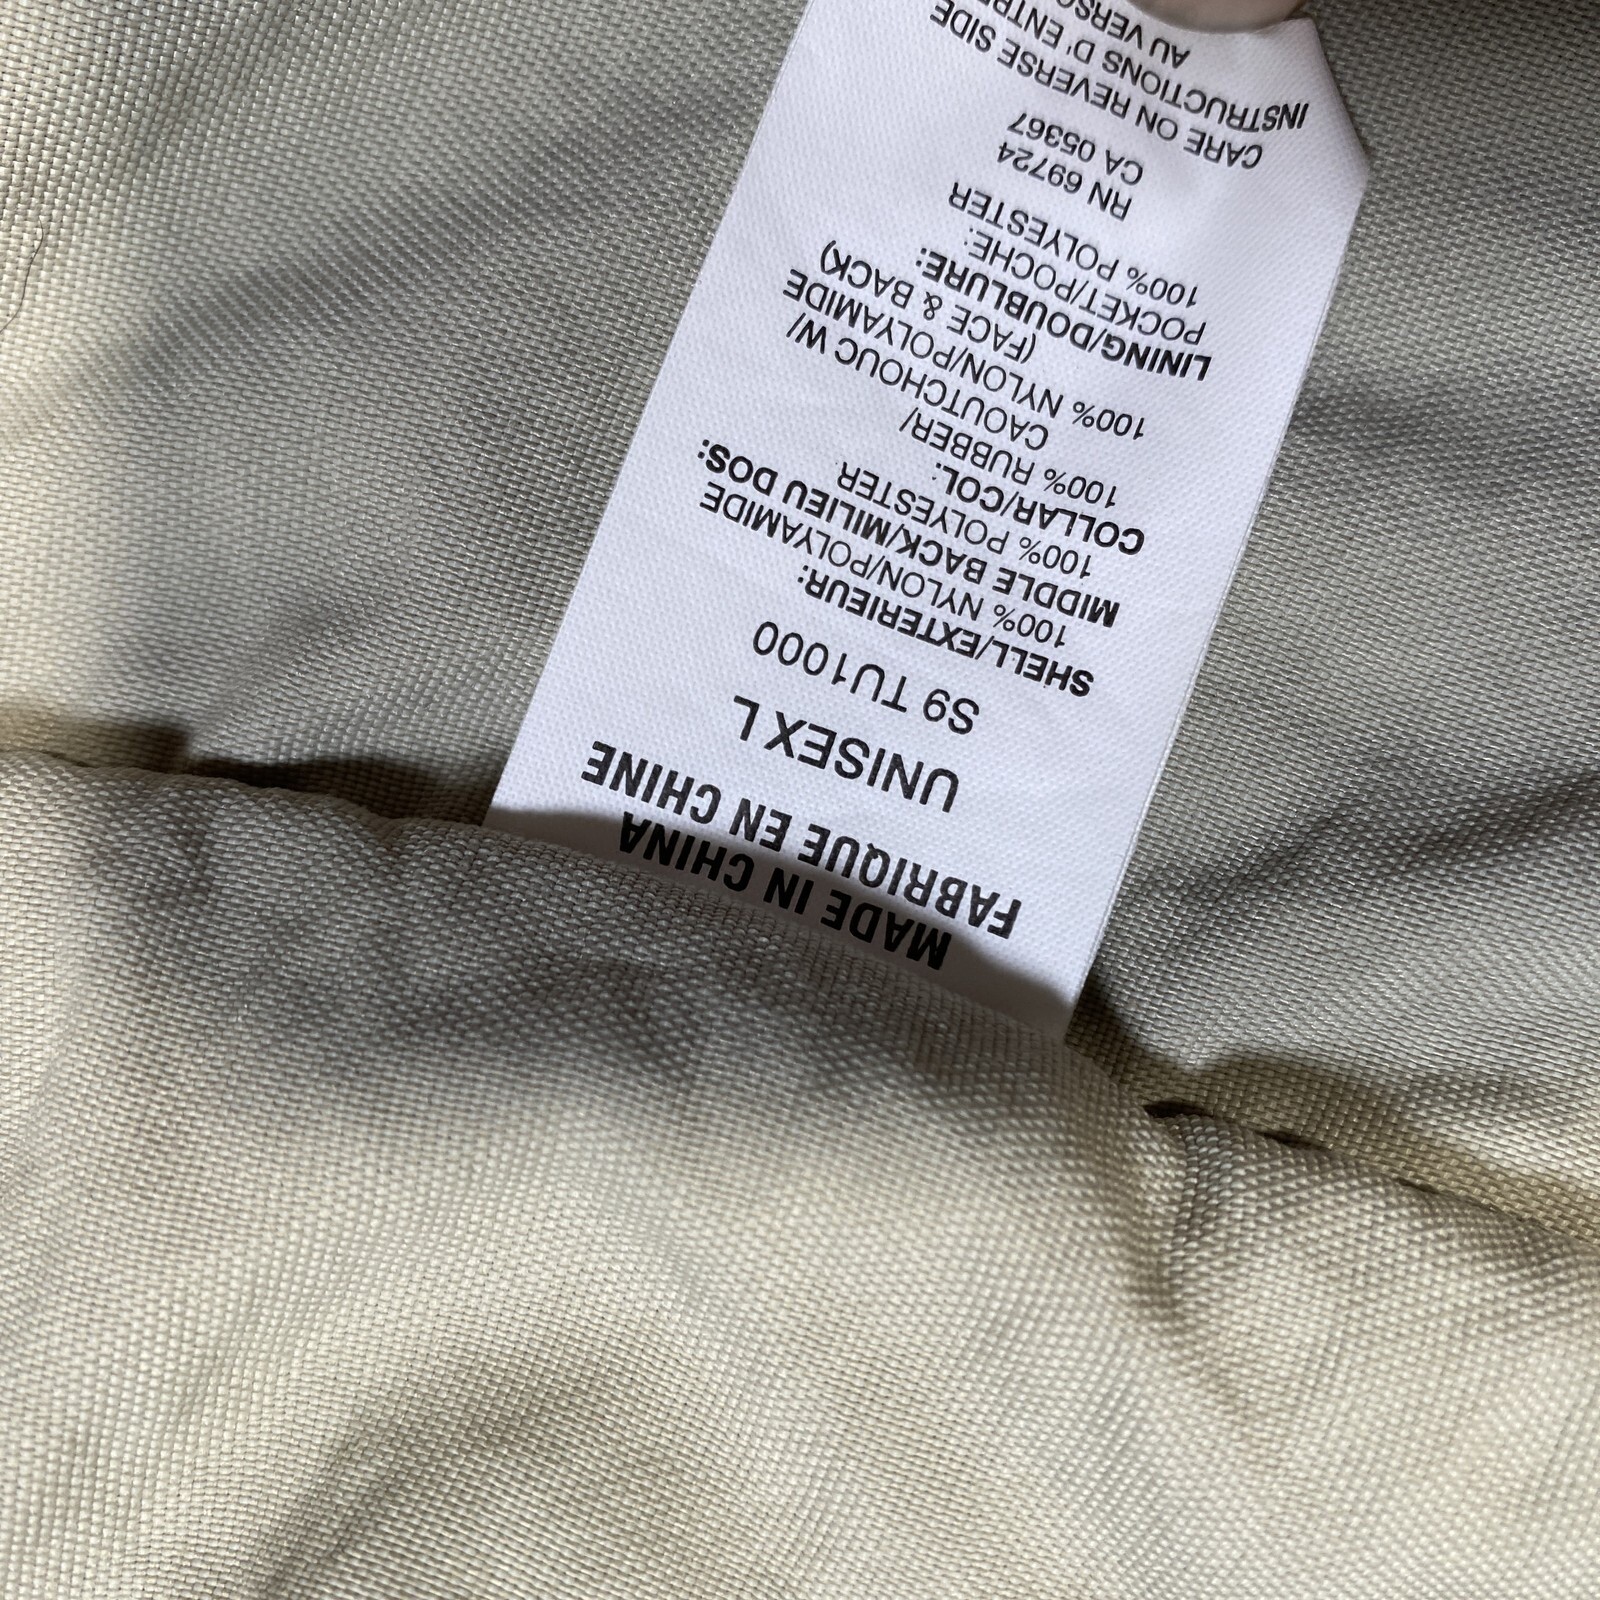 MADE IN CHINA
FABRIQUE EN CHINE
UNISEX L
S9 TU1000
SHELL/EXTERIEUR:
100% NYLON/POLYAMIDE
MIDDLE BACK/MILIEU DOS:
100% POLYESTER
COLLAR/COL:
100% RUBBER/
CAOUTCHOUC W/
100% NYLON/POLYAMIDE
(FACE & BACK)
LINING/DOUBLURE:
POCKET/POCHE:
100% POLYESTER
RN 69724
CA 05367
CARE ON REVERSE SIDE
INSTRUCTIONS D'ENTRE
AU VERSO